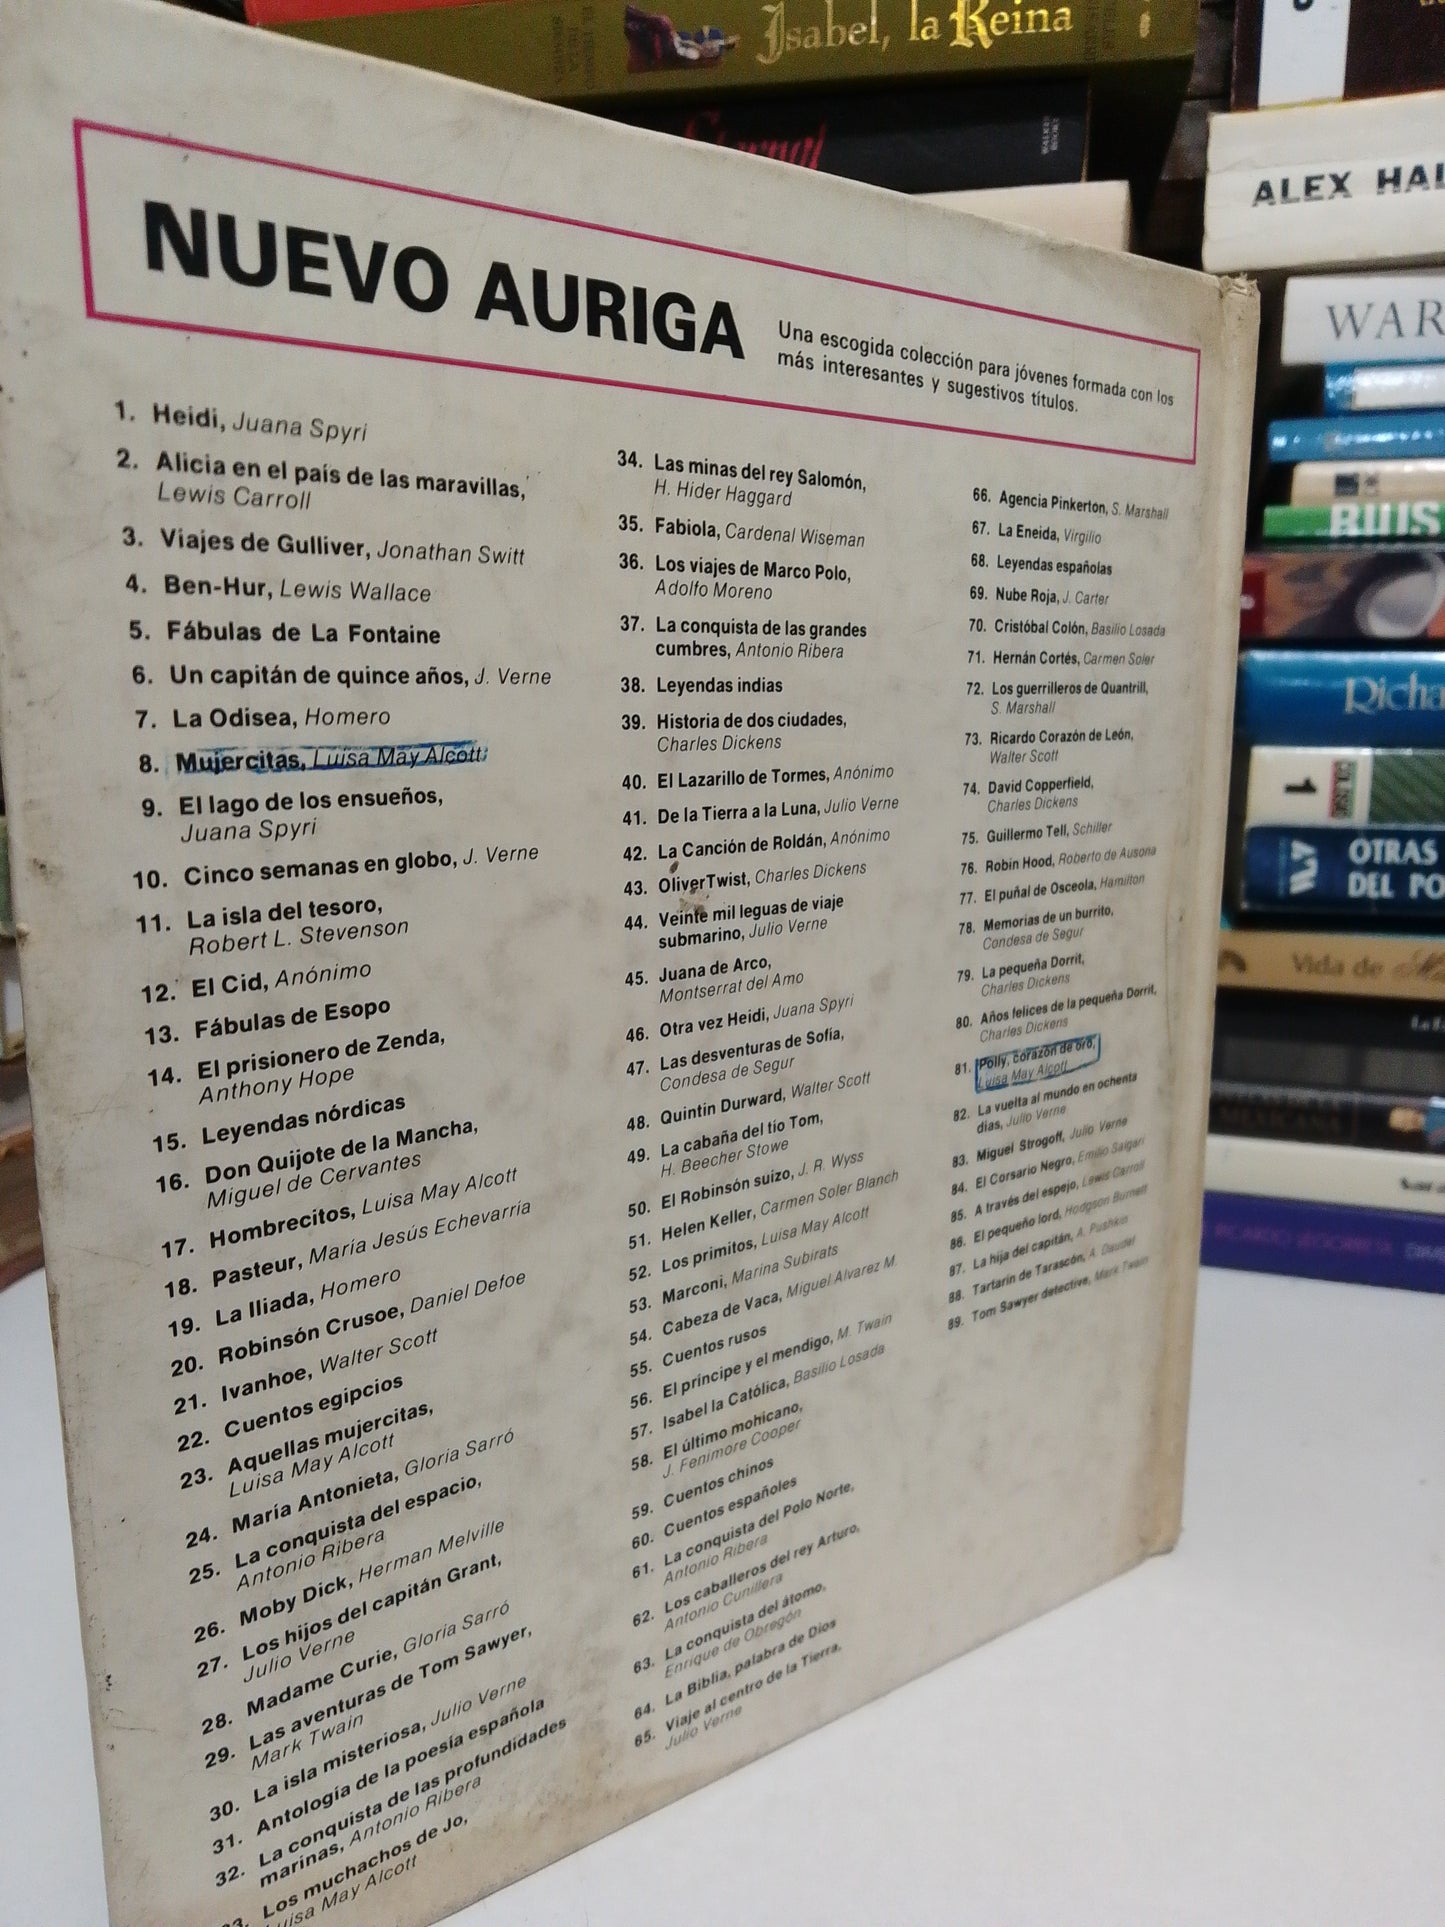 Isabel, la Reina
Eternal
ALEX HAL
WAR
RIUS
Richa
1
OTRAS
DEL PO
Vida de
MEXICANA
NUEVO AURIGA
Una escogida colección para jóvenes formada con los
más interesantes y sugestivos títulos.
1. Heidi, Juana Spyri
2. Alicia en el país de las maravillas,
Lewis Carroll
3. Viajes de Gulliver, Jonathan Switt
4. Ben-Hur, Lewis Wallace
5. Fábulas de La Fontaine
6. Un capitán de quince años, J. Verne
7. La Odisea, Homero
8. Mujercitas, Luisa May Alcott
9. El lago de los ensueños,
Juana Spyri
10. Cinco semanas en globo, J. Verne
11. La isla del tesoro,
Robert L. Stevenson
12. El Cid, Anónimo
13. Fábulas de Esopo
14. El prisionero de Zenda,
Anthony Hope
15. Leyendas nórdicas
16. Don Quijote de la Mancha,
Miguel de Cervantes
17. Hombrecitos, Luisa May Alcott
18. Pasteur, María Jesús Echevarría
19. La Iliada, Homero
20. Robinsón Crusoe, Daniel Defoe
21. Ivanhoe, Walter Scott
22. Cuentos egipcios
23. Aquellas mujercitas,
Luisa May Alcott
24. María Antonieta, Gloria Sarró
25. La conquista del espacio,
Antonio Ribera
26. Moby Dick, Herman Melville
27. Los hijos del capitán Grant,
Julio Verne
28. Madame Curie, Gloria Sarró
29. Las aventuras de Tom Sawyer,
Mark Twain
30. La isla misteriosa, Julio Verne
31. Antología de la poesía española
32. La conquista de las profundidades
marinas, Antonio Ribera
33. Los muchachos de Jo,
Luisa May Alcott
34. Las minas del rey Salomón,
H. Hider Haggard
35. Fabiola, Cardenal Wiseman
36. Los viajes de Marco Polo,
Adolfo Moreno
37. La conquista de las grandes
cumbres, Antonio Ribera
38. Leyendas indias
39. Historia de dos ciudades,
Charles Dickens
40. El Lazarillo de Tormes, Anónimo
41. De la Tierra a la Luna, Julio Verne
42. La Canción de Roldán, Anónimo
43. Oliver Twist, Charles Dickens
44. Veinte mil leguas de viaje
submarino, Julio Verne
45. Juana de Arco,
Montserrat del Amo
46. Otra vez Heidi, Juana Spyri
47. Las desventuras de Sofía,
Condesa de Segur
48. Quintin Durward, Walter Scott
49. La cabaña del tío Tom,
H. Beecher Stowe
50. El Robinsón suizo, J. R. Wyss
51. Helen Keller, Carmen Soler Blanch
52. Los primitos, Luisa May Alcott
53. Marconi, Marina Subirats
54. Cabeza de Vaca, Miguel Alvarez M.
55. Cuentos rusos
56. El príncipe y el mendigo, M. Twain
57. Isabel la Católica, Basilio Losada
58. El último mohicano,
J. Fenimore Cooper
59. Cuentos chinos
60. Cuentos españoles
61. La conquista del Polo Norte,
Antonio Ribera
62. Los caballeros del rey Arturo,
Antonio Cunillera
63. La conquista del átomo,
Enrique de Obregón
64. La Biblia, palabra de Dios
65. Viaje al centro de la Tierra,
Julio Verne
66. Agencia Pinkerton, S. Marshall
67. La Eneida, Virgilio
68. Leyendas españolas
69. Nube Roja, J. Carter
70. Cristóbal Colón, Basilio Losada
71. Hernán Cortés, Carmen Soler
72. Los guerrilleros de Quantrill,
S. Marshall
73. Ricardo Corazón de León,
Walter Scott
74. David Copperfield,
Charles Dickens
75. Guillermo Tell, Schiller
76. Robin Hood, Roberto de Ausona
77. El puñal de Osceola, Hamilton
78. Memorias de un burrito,
Condesa de Segur
79. La pequeña Dorrit,
Charles Dickens
80. Años felices de la pequeña Dorrit,
Charles Dickens
81. Polly, corazón de oro,
Luisa May Alcott
82. La vuelta al mundo en ochenta
días, Julio Verne
83. Miguel Strogoff, Julio Verne
84. El Corsario Negro, Emilio Salgari
85. A través del espejo, Lewis Carroll
86. El pequeño lord, Hodgson Burnett
87. La hija del capitán, A. Pushkin
88. Tartarin de Tarascón, A. Daudet
89. Tom Sawyer detective, Mark Twain